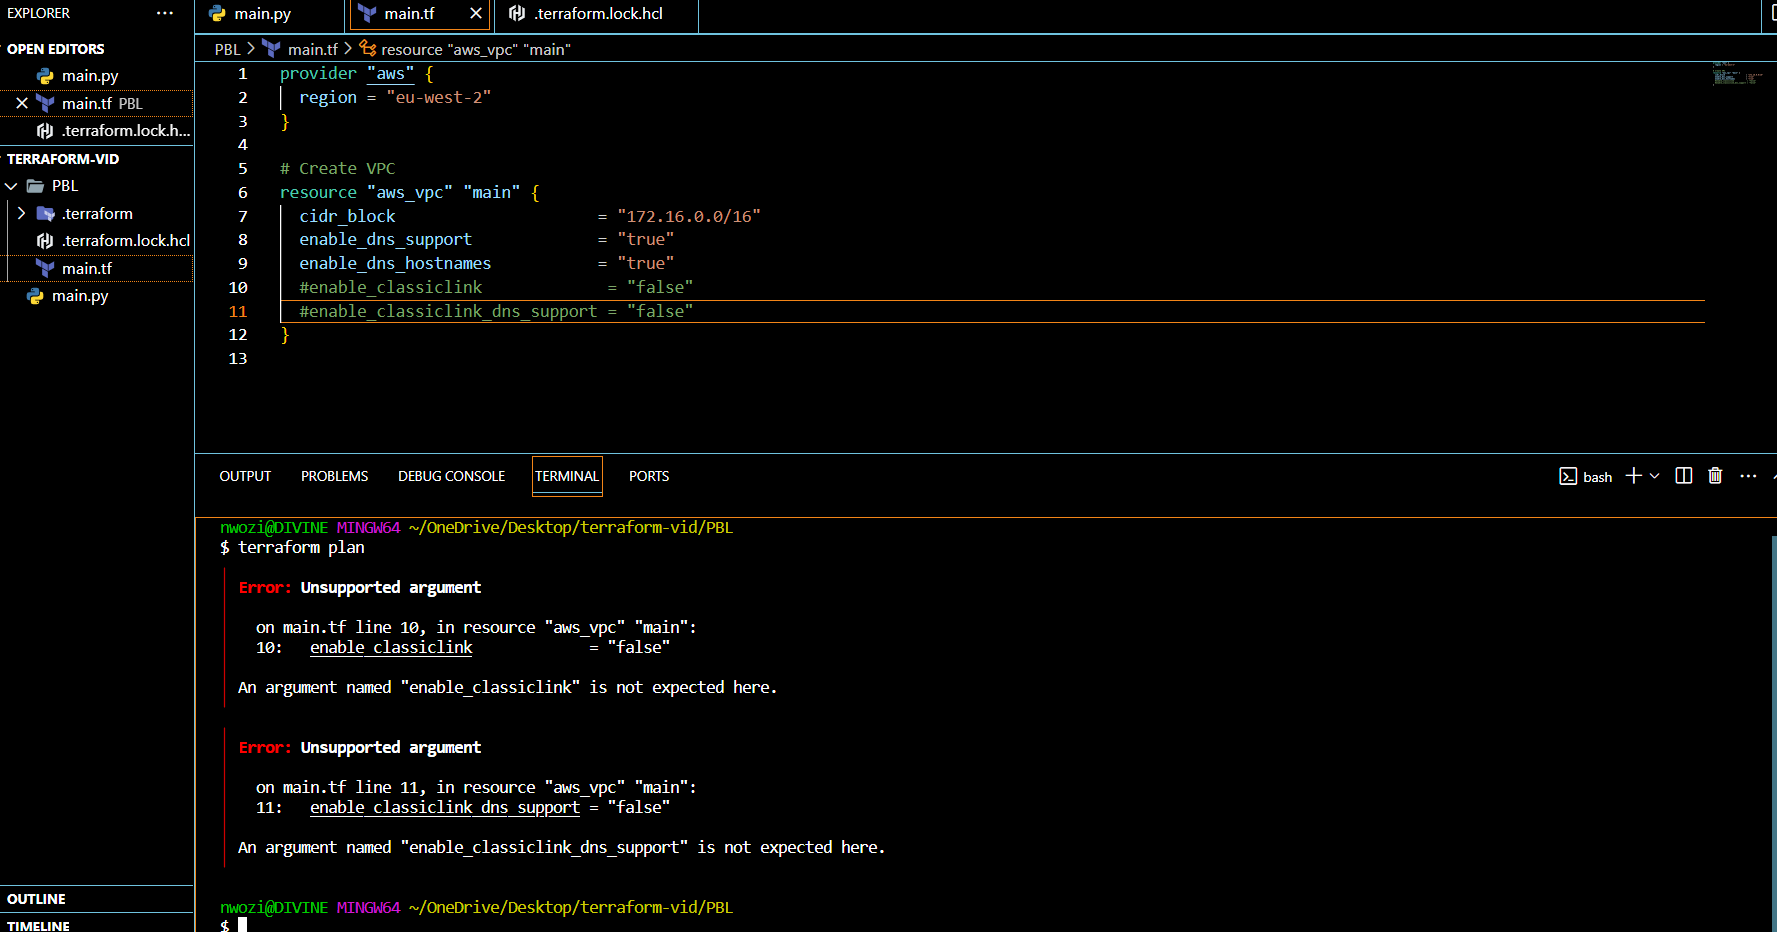 EXPLORER ···
main.py
main.tf
.terraform.lock.hcl
OPEN EDITORS
main.py
main.tf PBL
.terraform.lock.h...
TERRAFORM-VID
PBL
.terraform
.terraform.lock.hcl
main.tf
main.py
OUTLINE
TIMELINE
PBL > main.tf > resource "aws_vpc" "main"
1 provider "aws" {
2   region = "eu-west-2"
3 }
4
5 # Create VPC
6 resource "aws_vpc" "main" {
7   cidr_block                     = "172.16.0.0/16"
8   enable_dns_support             = "true"
9   enable_dns_hostnames           = "true"
10   #enable_classiclink             = "false"
11   #enable_classiclink_dns_support = "false"
12 }
13
OUTPUT PROBLEMS DEBUG CONSOLE TERMINAL PORTS
bash
nwozi@DIVINE MINGW64 ~/OneDrive/Desktop/terraform-vid/PBL
$ terraform plan
Error: Unsupported argument
on main.tf line 10, in resource "aws_vpc" "main":
10:   enable_classiclink             = "false"
An argument named "enable_classiclink" is not expected here.
Error: Unsupported argument
on main.tf line 11, in resource "aws_vpc" "main":
11:   enable_classiclink_dns_support = "false"
An argument named "enable_classiclink_dns_support" is not expected here.
nwozi@DIVINE MINGW64 ~/OneDrive/Desktop/terraform-vid/PBL
$